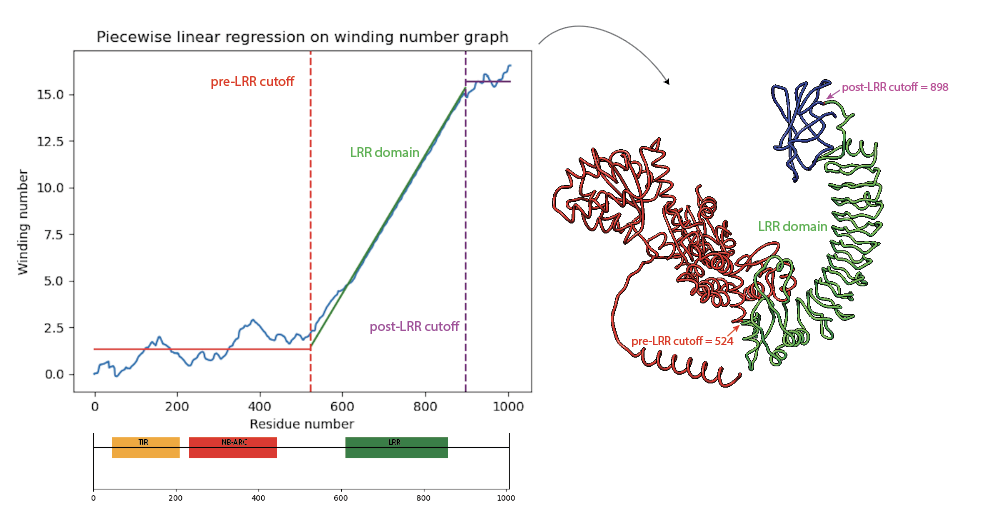 Piecewise linear regression on winding number graph
pre-LRR cutoff
LRR domain
post-LRR cutoff
Winding number
15.0
12.5
10.0
7.5
5.0
2.5
0.0
0 200 400 600 800 1000
Residue number
TIR NB-ARC LRR
0 200 400 600 800 1000
post-LRR cutoff = 898
LRR domain
pre-LRR cutoff = 524